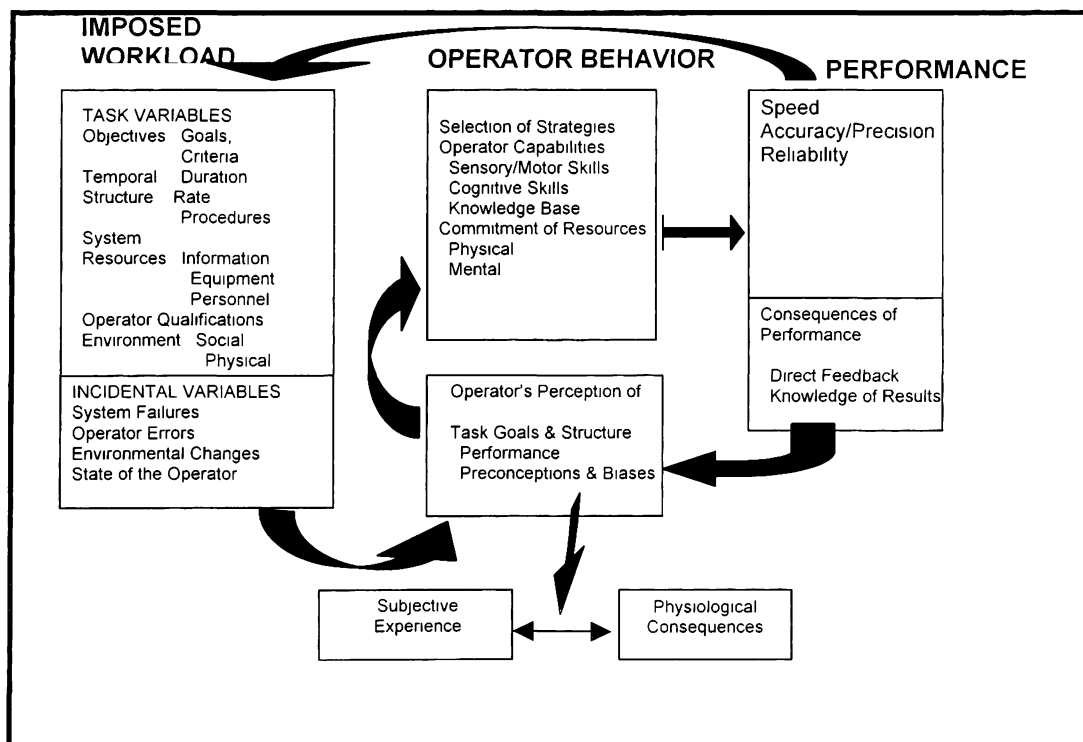 IMPOSED
WORKLOAD
OPERATOR BEHAVIOR
PERFORMANCE
TASK VARIABLES
Objectives Goals,
Criteria
Temporal Duration
Structure Rate
Procedures
System
Resources Information
Equipment
Personnel
Operator Qualifications
Environment Social
Physical
INCIDENTAL VARIABLES
System Failures
Operator Errors
Environmental Changes
State of the Operator
Selection of Strategies
Operator Capabilities
Sensory/Motor Skills
Cognitive Skills
Knowledge Base
Commitment of Resources
Physical
Mental
Operator's Perception of
Task Goals & Structure
Performance
Preconceptions & Biases
Speed
Accuracy/Precision
Reliability
Consequences of
Performance
Direct Feedback
Knowledge of Results
Subjective
Experience
Physiological
Consequences